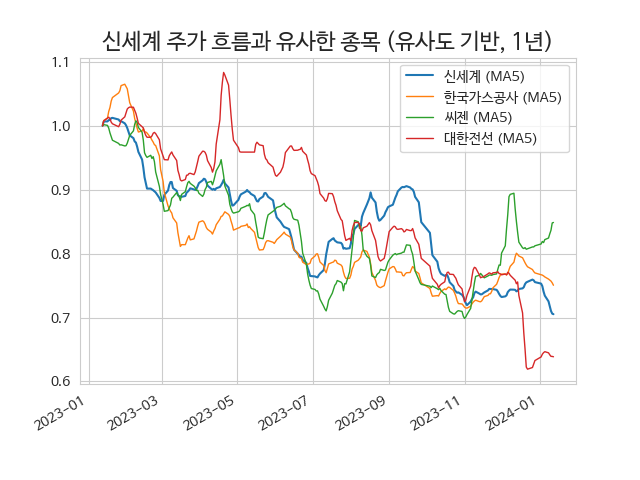 신세계 주가 흐름과 유사한 종목 (유사도 기반, 1년)
신세계 (MA5)
한국가스공사 (MA5)
씨젠 (MA5)
대한전선 (MA5)
1.1
1.0
0.9
0.8
0.7
0.6
2023-01
2023-03
2023-05
2023-07
2023-09
2023-11
2024-01